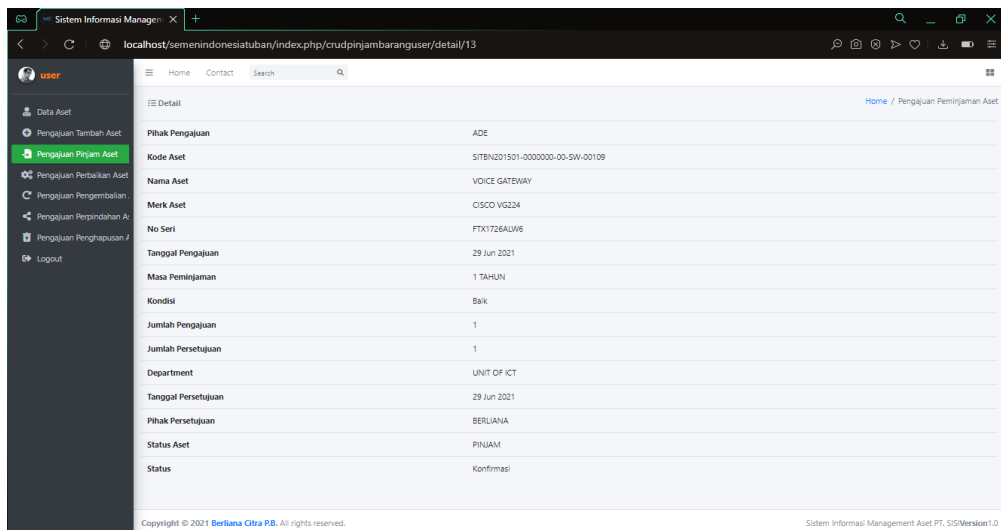 Sistem Informasi Managem
localhost/semenindonesiatuban/index.php/crudpinjambaranguser/detail/13
user
Home Contact Search
Detail
Home / Pengajuan Peminjaman Aset
Data Aset
Pengajuan Tambah Aset
Pengajuan Pinjam Aset
Pengajuan Perbaikan Aset
Pengajuan Pengembalian
Pengajuan Perpindahan As
Pengajuan Penghapusan A
Logout
Pihak Pengajuan ADE
Kode Aset SITBN201501-0000000-00-SW-00109
Nama Aset VOICE GATEWAY
Merk Aset CISCO VG224
No Seri FTX1726ALW6
Tanggal Pengajuan 29 Jun 2021
Masa Peminjaman 1 TAHUN
Kondisi Baik
Jumlah Pengajuan 1
Jumlah Persetujuan 1
Department UNIT OF ICT
Tanggal Persetujuan 29 Jun 2021
Pihak Persetujuan BERLIANA
Status Aset PINJAM
Status Konfirmasi
Copyright © 2021 Berliana Citra P.B. All rights reserved.
Sistem Informasi Management Aset PT. SISIVersion1.0